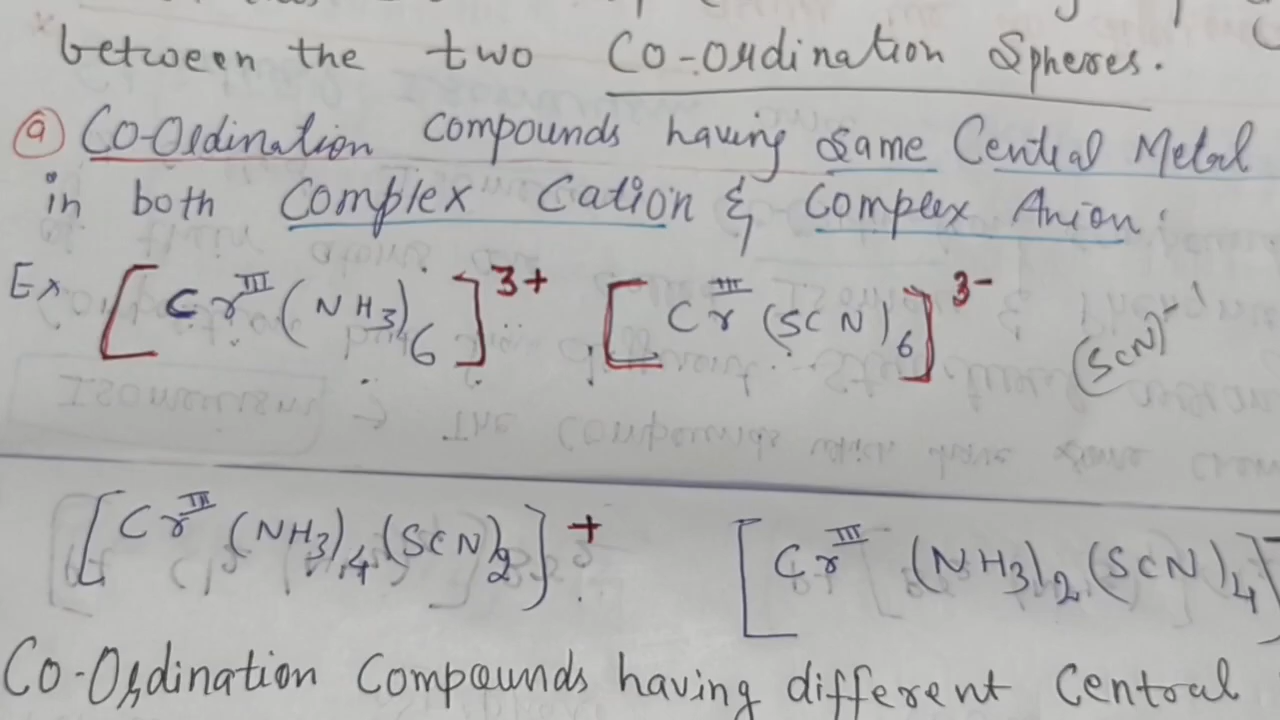 between the two Co-ordination Spheres.
(a) Co-Ordination Compounds having Same Central Metal
in both Complex Cation & Complex Anion:
Ex [Cr^III (NH3)6]^3+ [Cr^III (SCN)6]^3-
(SCN)^-
[Cr^III (NH3)4 (SCN)2]^+ [Cr^III (NH3)2 (SCN)4]
Co-Ordination Compounds having different Central